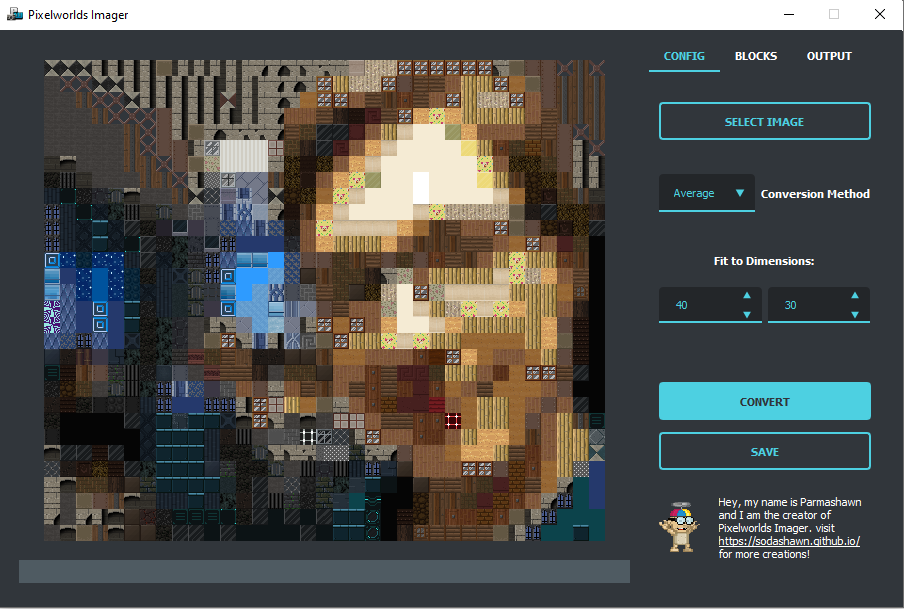 Pixelworlds Imager
CONFIG BLOCKS OUTPUT
SELECT IMAGE
Average Conversion Method
Fit to Dimensions:
40 30
CONVERT
SAVE
Hey, my name is Parmashawn
and I am the creator of
Pixelworlds Imager. visit
https://sodashawn.github.io/
for more creations!